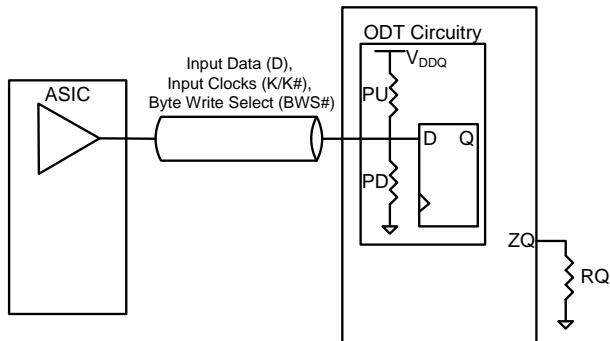 ODT Circuitry
VDDQ
Input Data (D),
Input Clocks (K/K#),
Byte Write Select (BWS#)
ASIC
PU
D Q
PD
ZQ
RQ